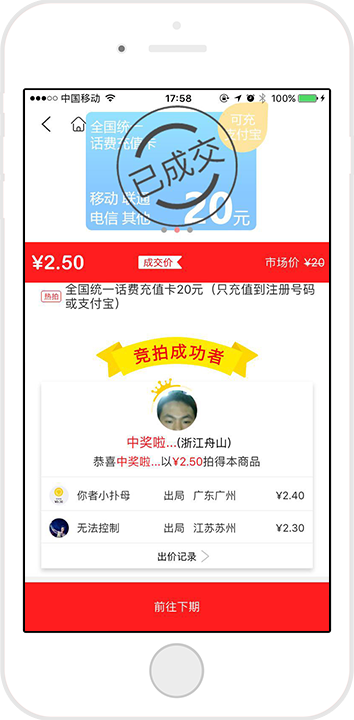 中国移动 17:58 100%
全国统一
话费充值卡
可充
支付宝
已成交
移动 联通
电信 其他
20元
¥2.50 成交价 市场价 ¥20
热拍 全国统一话费充值卡20元（只充值到注册号码
或支付宝）
竞拍成功者
中奖啦...(浙江舟山)
恭喜中奖啦...以¥2.50拍得本商品
你者小扑母 出局 广东广州 ¥2.40
无法控制 出局 江苏苏州 ¥2.30
出价记录
前往下期